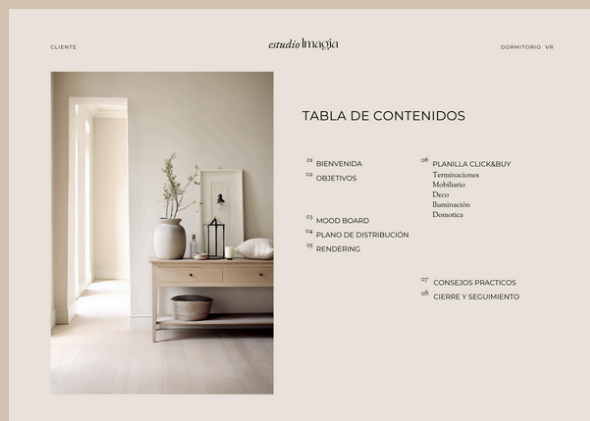 CLIENTE
estudio Imagia
DORMITORIO VR
TABLA DE CONTENIDOS
01 BIENVENIDA
02 OBJETIVOS
03 MOOD BOARD
04 PLANO DE DISTRIBUCIÓN
05 RENDERING
06 PLANILLA CLICK&BUY
Terminaciones
Mobiliario
Deco
Iluminación
Domotica
07 CONSEJOS PRACTICOS
08 CIERRE Y SEGUIMIENTO